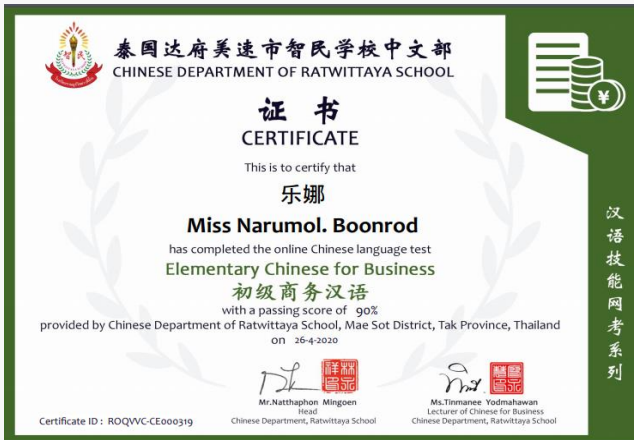 泰国达府美速市智民学校中文部
CHINESE DEPARTMENT OF RATWITTAYA SCHOOL
证书
CERTIFICATE
This is to certify that
乐娜
Miss Narumol. Boonrod
has completed the online Chinese language test
Elementary Chinese for Business
初级商务汉语
with a passing score of 90%
provided by Chinese Department of Ratwittaya School, Mae Sot District, Tak Province, Thailand
on 26-4-2020
Mr.Natthaphon Mingoen
Head
Chinese Department, Ratwittaya School
Ms.Tinmanee Yodmahawan
Lecturer of Chinese for Business
Chinese Department, Ratwittaya School
Certificate ID : ROQVVC-CE000319
汉语技能网考系列
¥